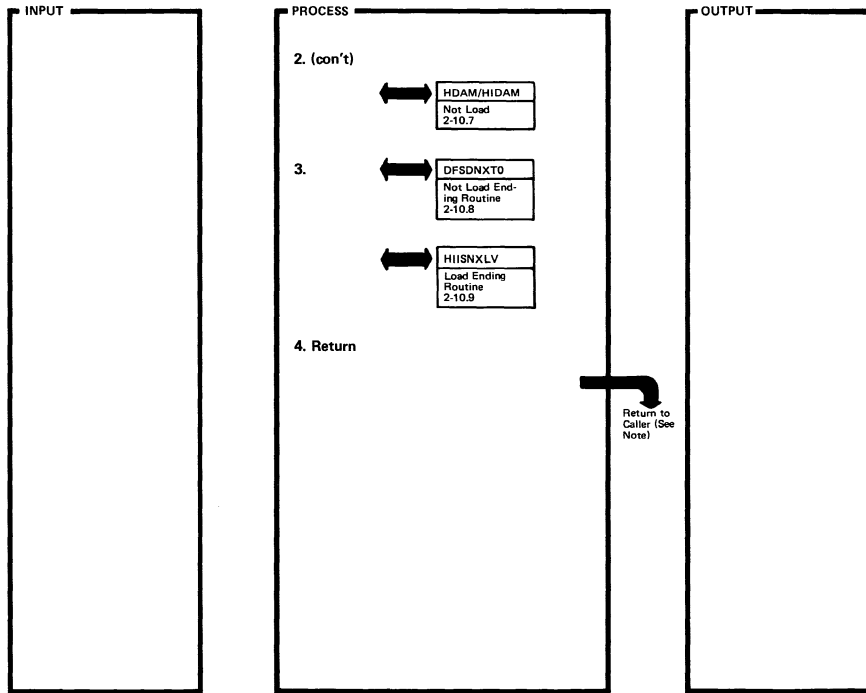 INPUT
PROCESS
OUTPUT
2. (con't)
HDAM/HIDAM
Not Load
2-10.7
3.
DFSDNXT0
Not Load End-
ing Routine
2-10.8
HIISNXLV
Load Ending
Routine
2-10.9
4. Return
Return to
Caller (See
Note)